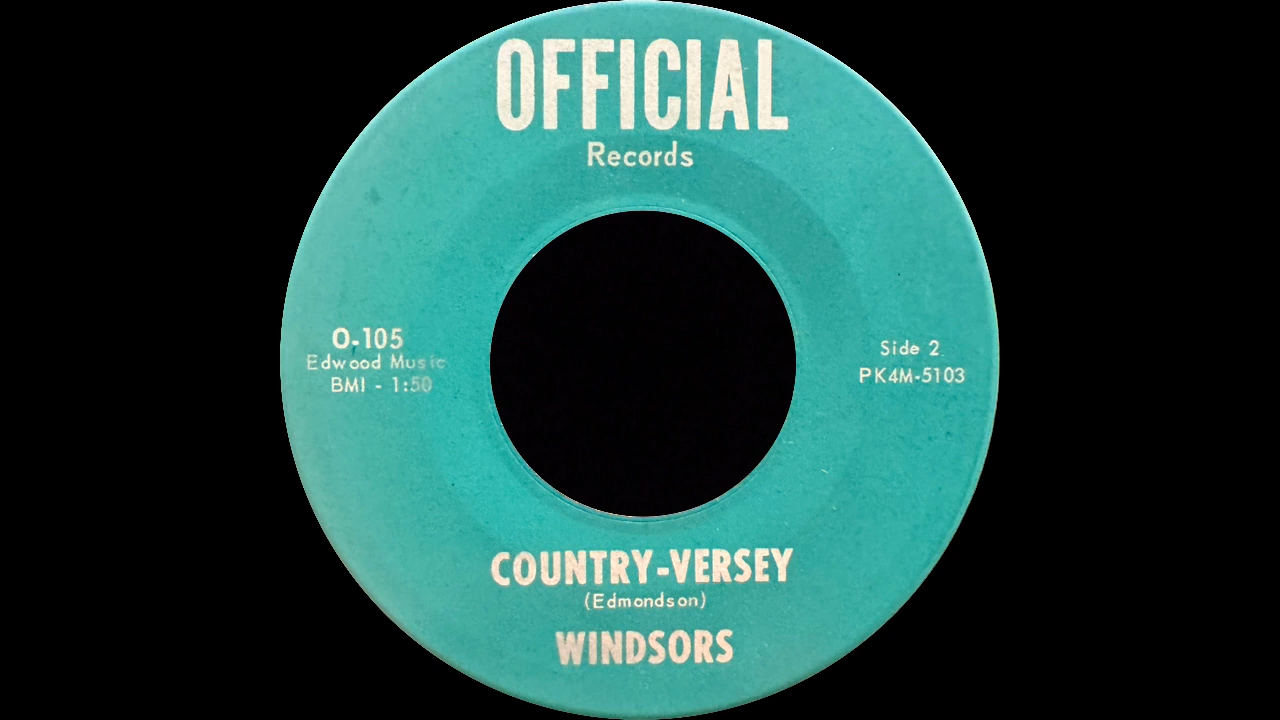 OFFICIAL
Records
O-105
Edwood Music
BMI - 1:50
Side 2
PK4M-5103
COUNTRY-VERSEY
(Edmondson)
WINDSORS